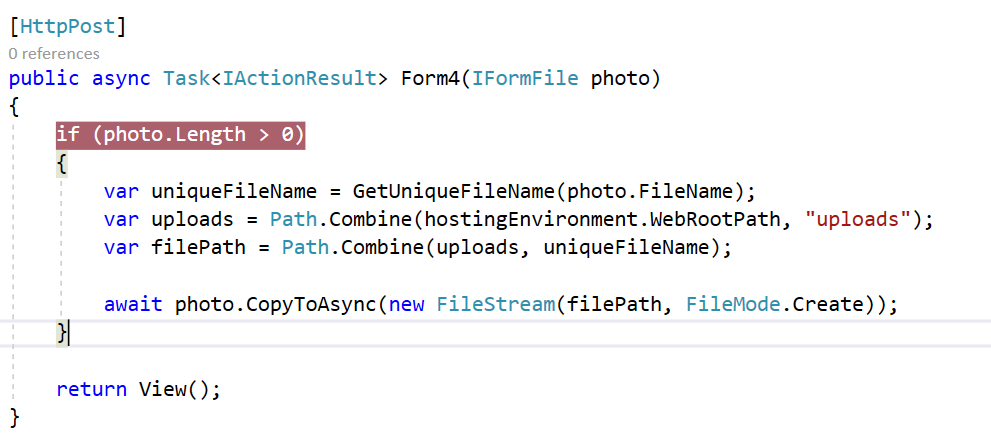 [HttpPost]
0 references
public async Task<IActionResult> Form4(IFormFile photo)
{
if (photo.Length > 0)
{
var uniqueFileName = GetUniqueFileName(photo.FileName);
var uploads = Path.Combine(hostingEnvironment.WebRootPath, "uploads");
var filePath = Path.Combine(uploads, uniqueFileName);
await photo.CopyToAsync(new FileStream(filePath, FileMode.Create));
}
return View();
}